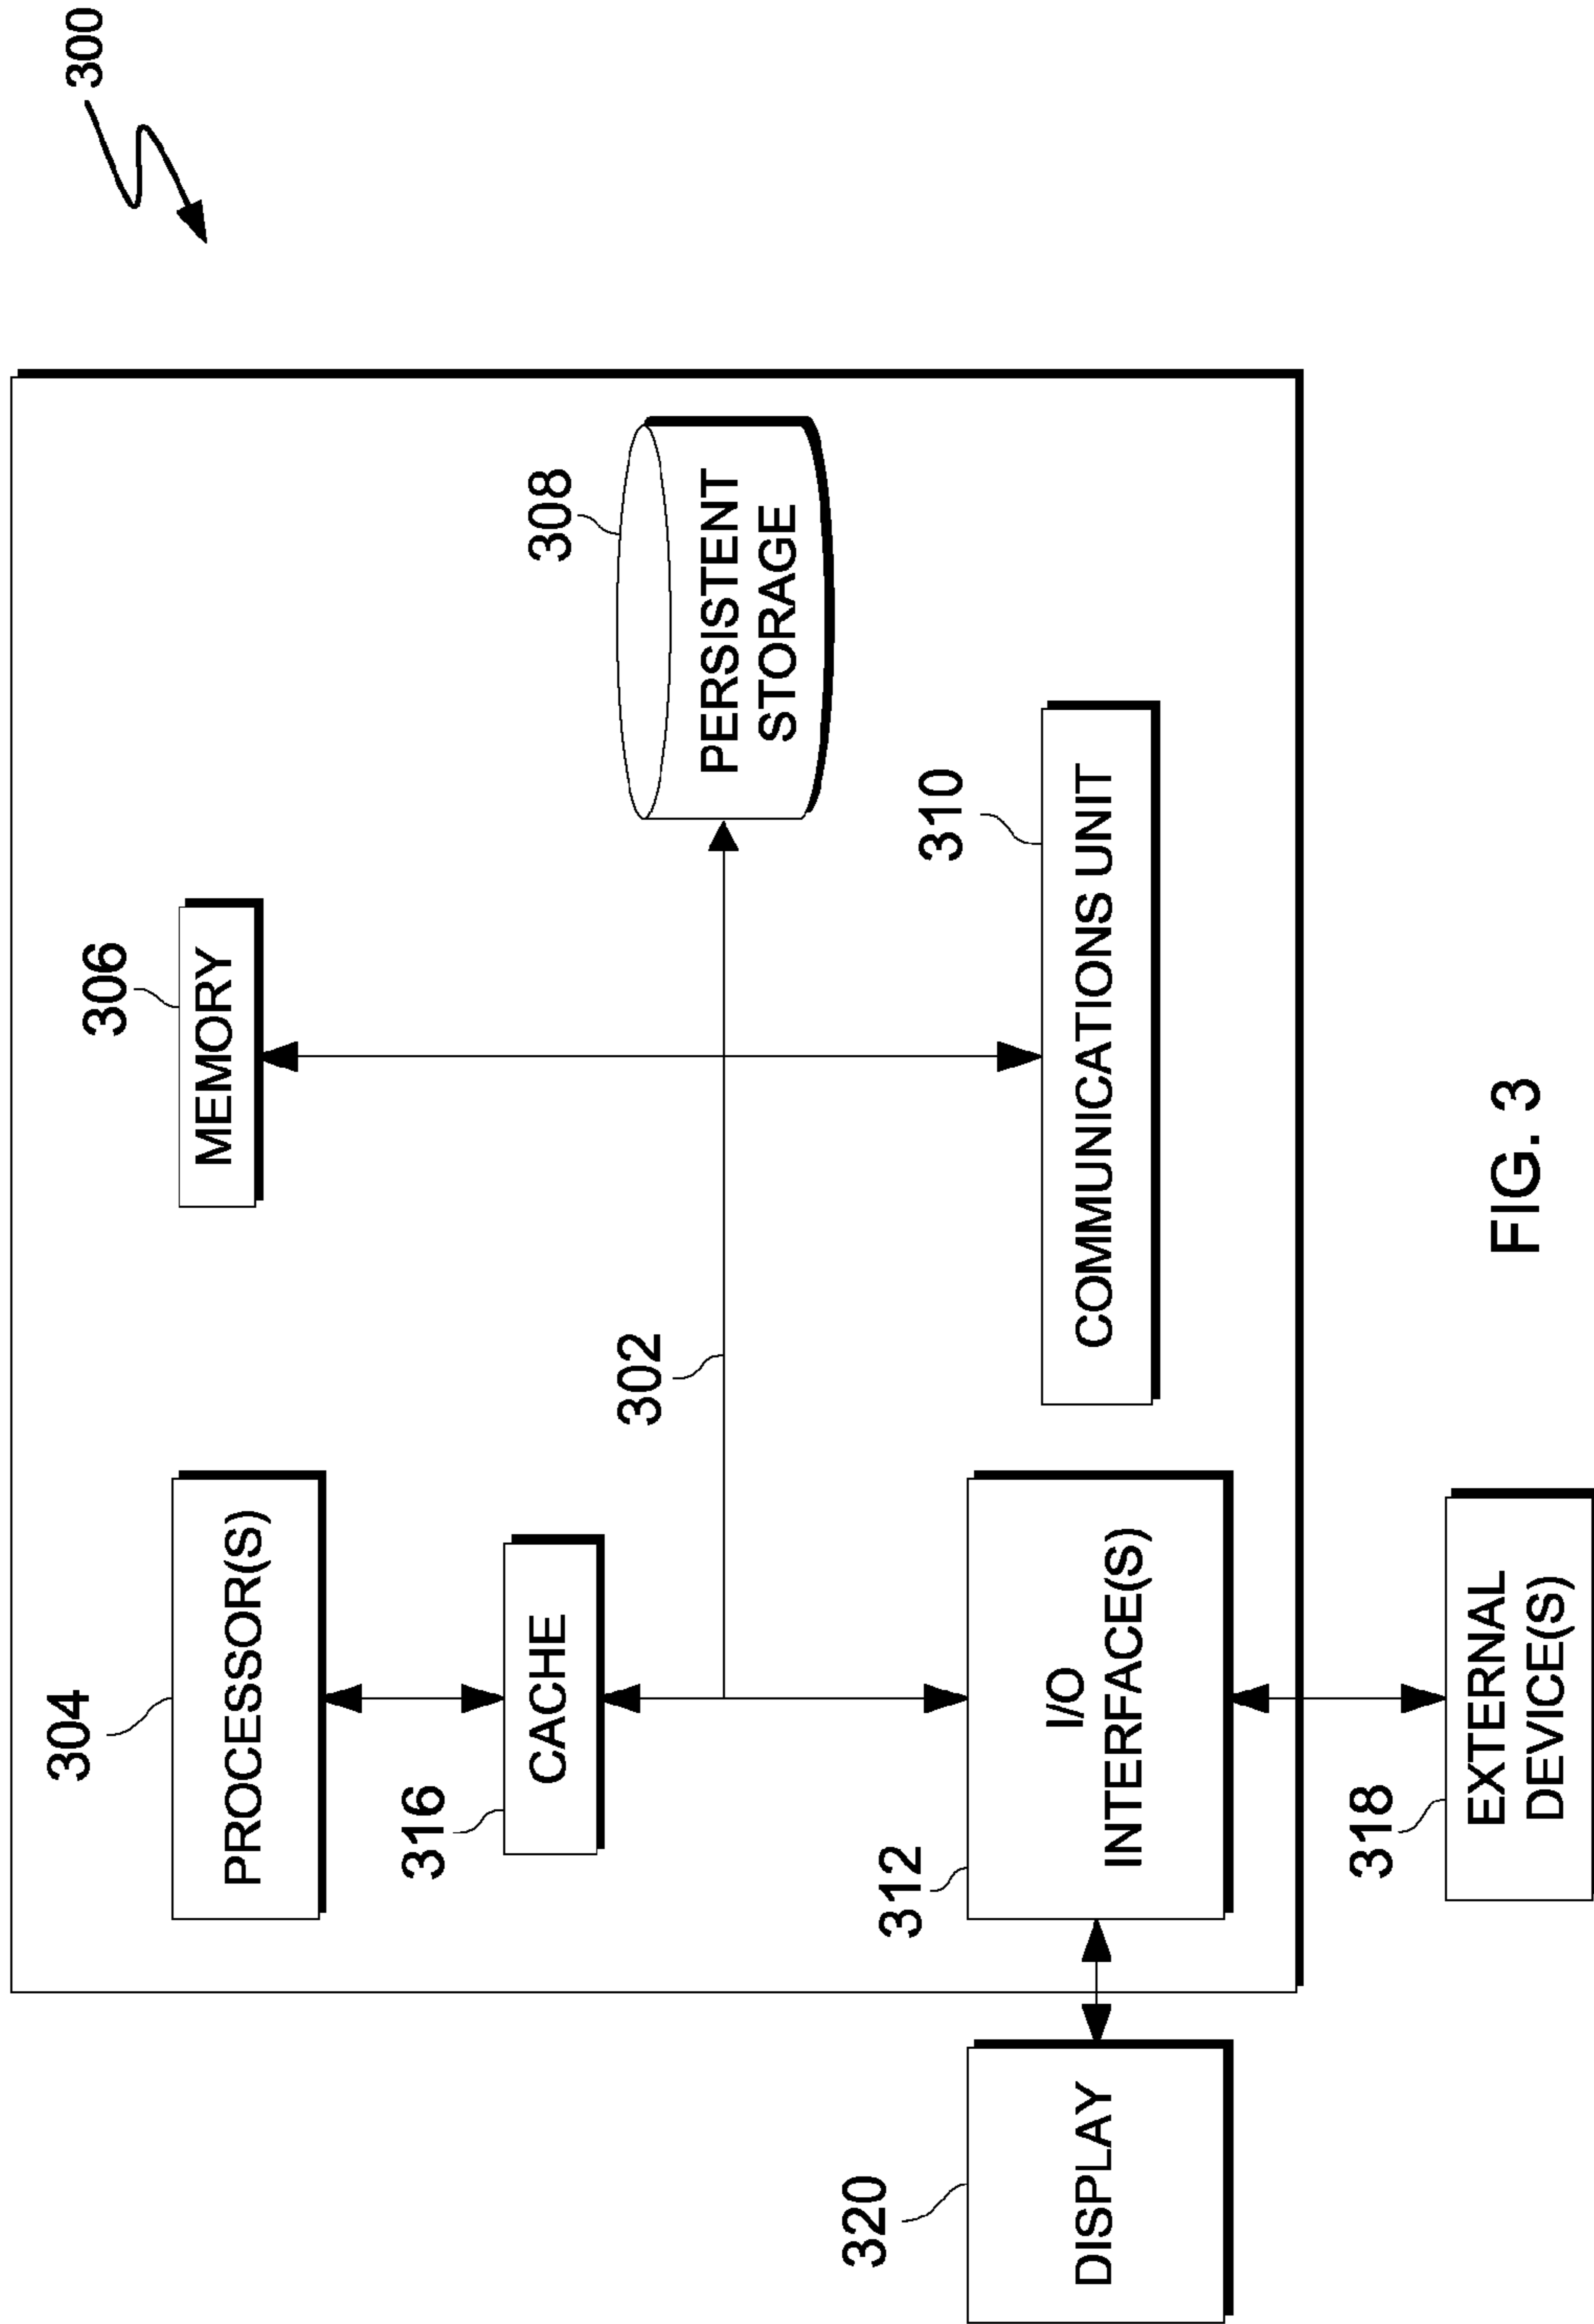 300
304
PROCESSOR(S)
306
MEMORY
316
CACHE
302
308
PERSISTENT
STORAGE
320
DISPLAY
312
I/O
INTERFACE(S)
310
COMMUNICATIONS UNIT
318
EXTERNAL
DEVICE(S)
FIG. 3